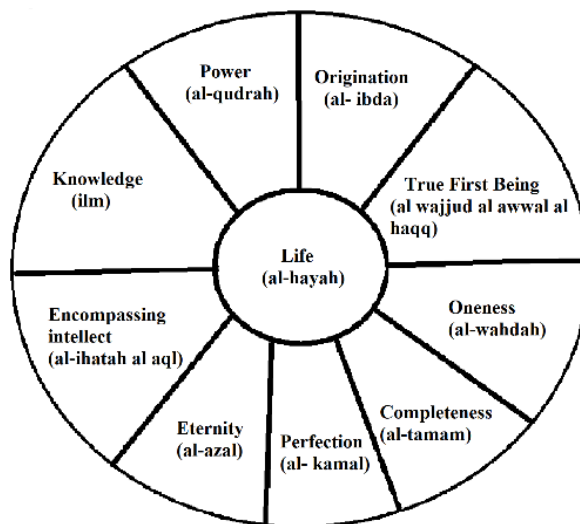 Power
(al-qudrah)
Origination
(al- ibda)
True First Being
(al wajjud al awwal al
haqq)
Oneness
(al-wahdah)
Completeness
(al-tamam)
Perfection
(al- kamal)
Eternity
(al-azal)
Encompassing
intellect
(al-ihatah al aql)
Knowledge
(ilm)
Life
(al-hayah)